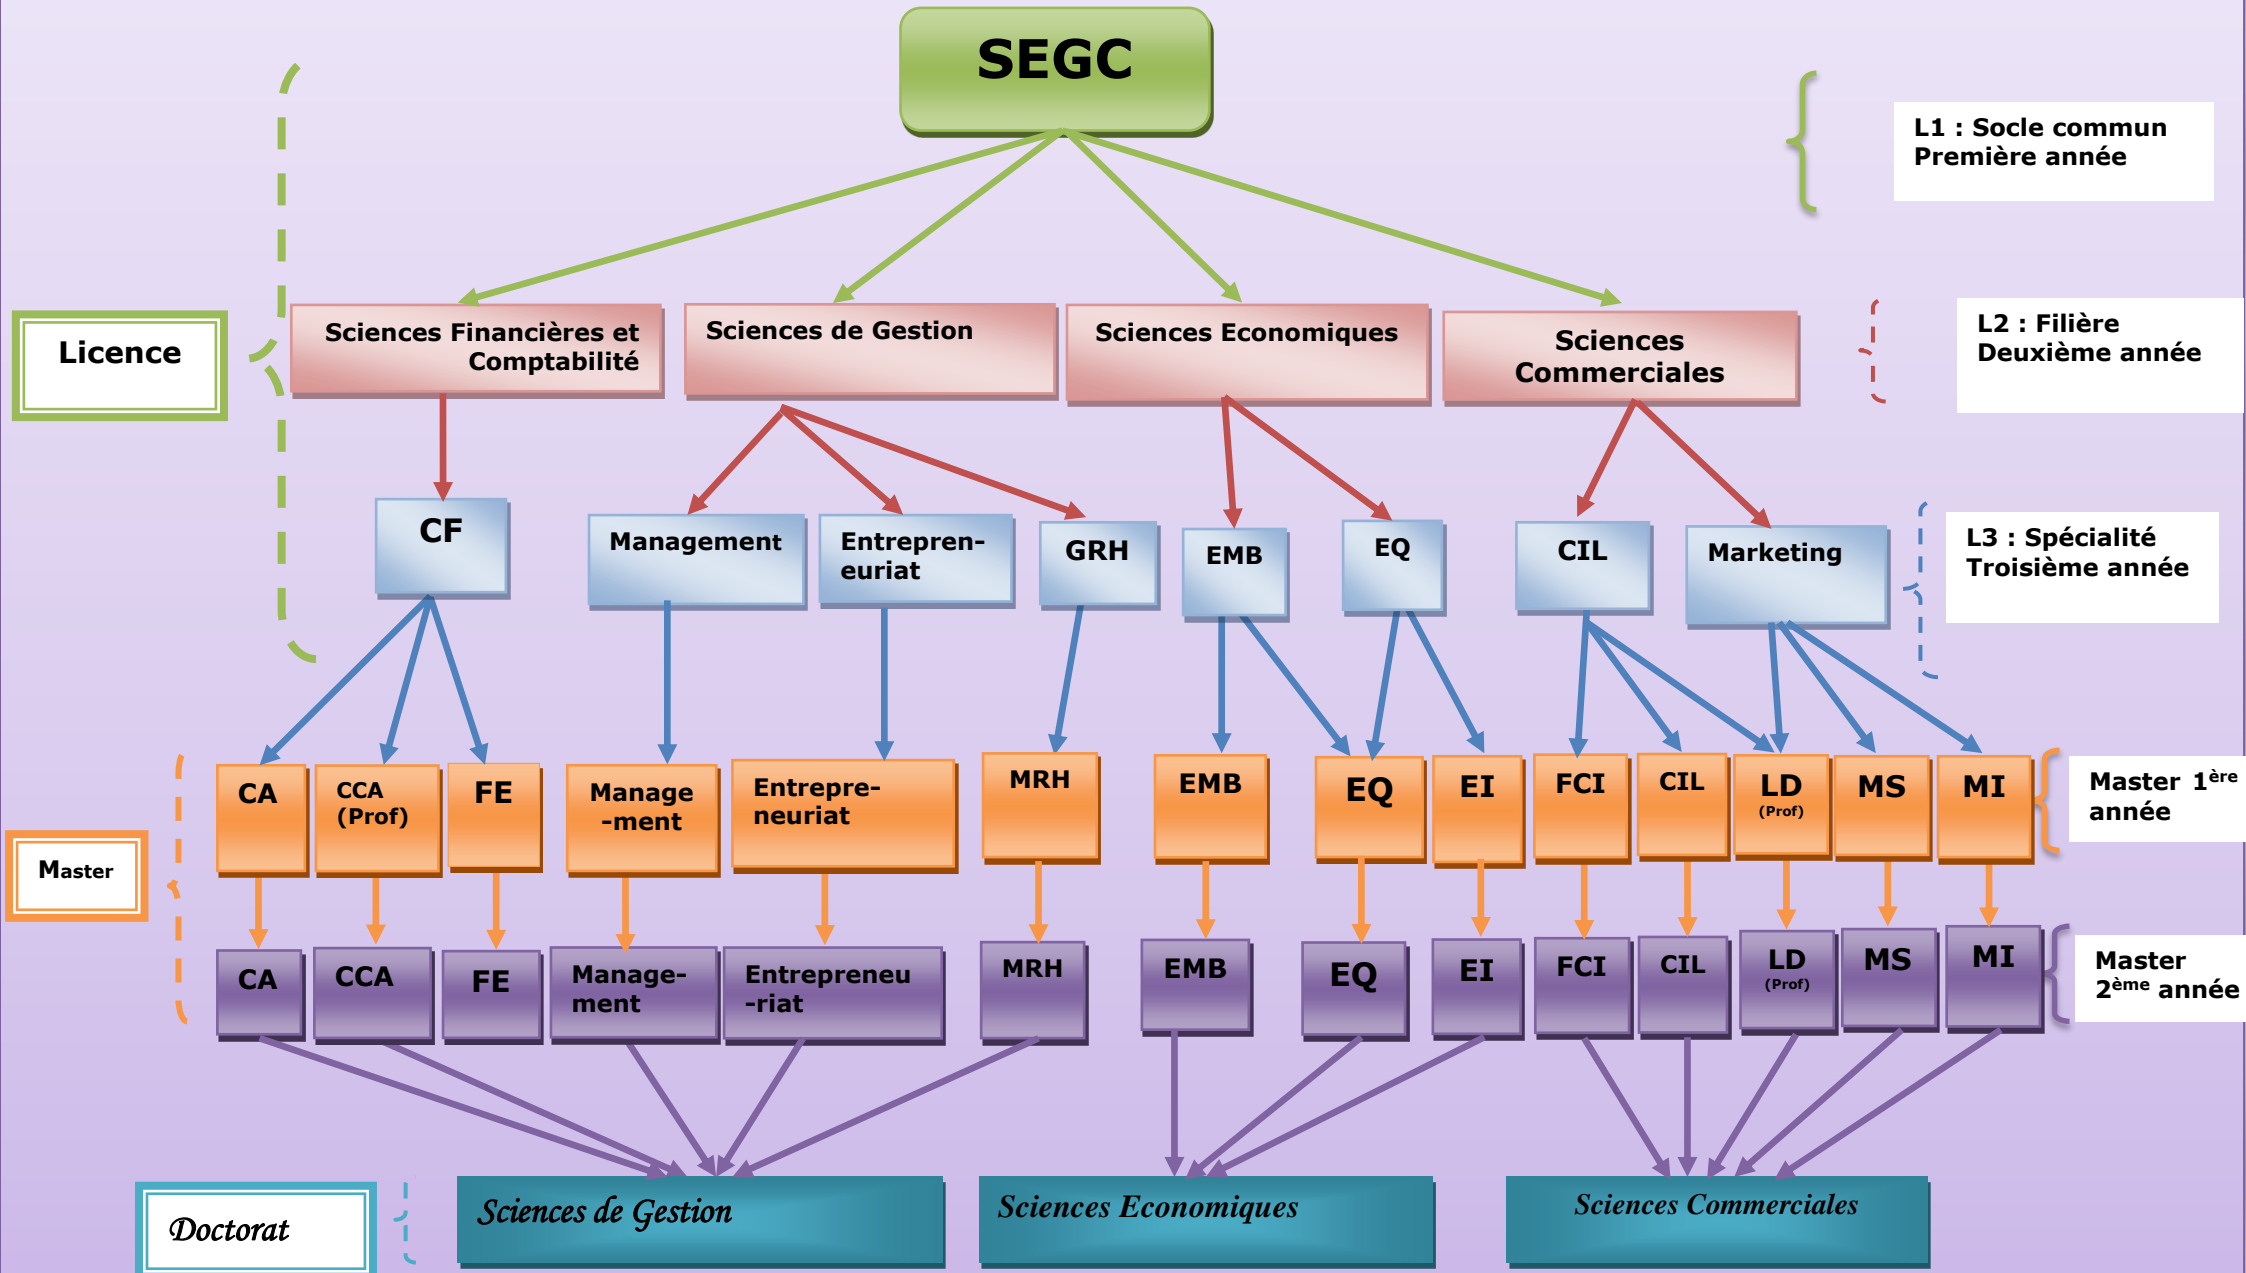 SEGC
L1 : Socle commun
Première année
Licence
Sciences Financières et
Comptabilité
Sciences de Gestion
Sciences Economiques
Sciences
Commerciales
L2 : Filière
Deuxième année
CF
Management
Entrepren-
euriat
GRH
EMB
EQ
CIL
Marketing
L3 : Spécialité
Troisième année
Master
CA
CCA
(Prof)
FE
Manage
-ment
Entrepre-
neuriat
MRH
EMB
EQ
EI
FCI
CIL
LD
(Prof)
MS
MI
Master 1ère
année
CA
CCA
FE
Manage-
ment
Entrepreneu
-riat
MRH
EMB
EQ
EI
FCI
CIL
LD
(Prof)
MS
MI
Master
2ème année
Doctorat
Sciences de Gestion
Sciences Economiques
Sciences Commerciales